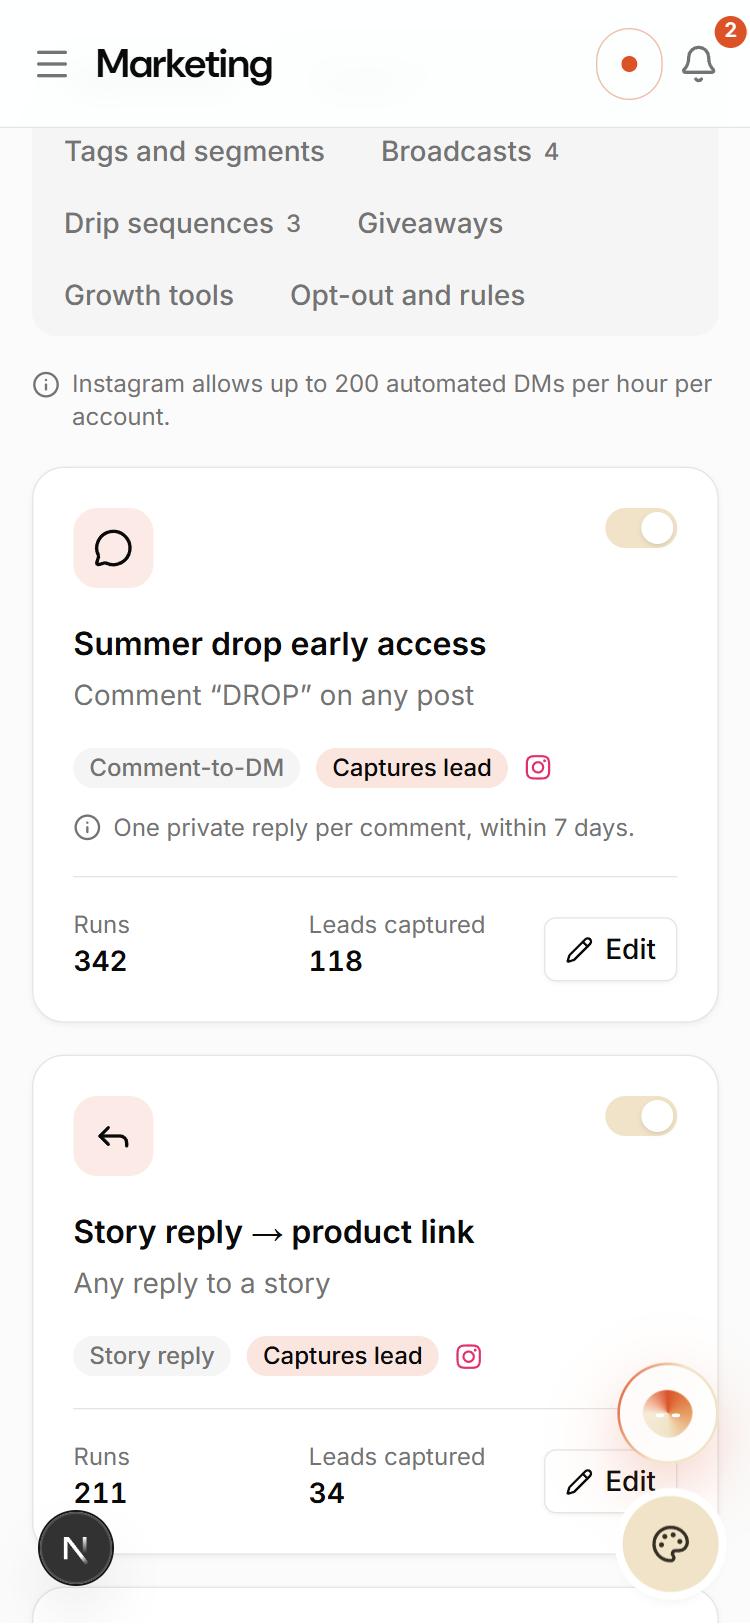 Marketing
2
Tags and segments Broadcasts 4
Drip sequences 3 Giveaways
Growth tools Opt-out and rules
Instagram allows up to 200 automated DMs per hour per
account.
Summer drop early access
Comment “DROP” on any post
Comment-to-DM Captures lead
One private reply per comment, within 7 days.
Runs Leads captured
342 118
Edit
Story reply → product link
Any reply to a story
Story reply Captures lead
Runs Leads captured
211 34
Edit
N